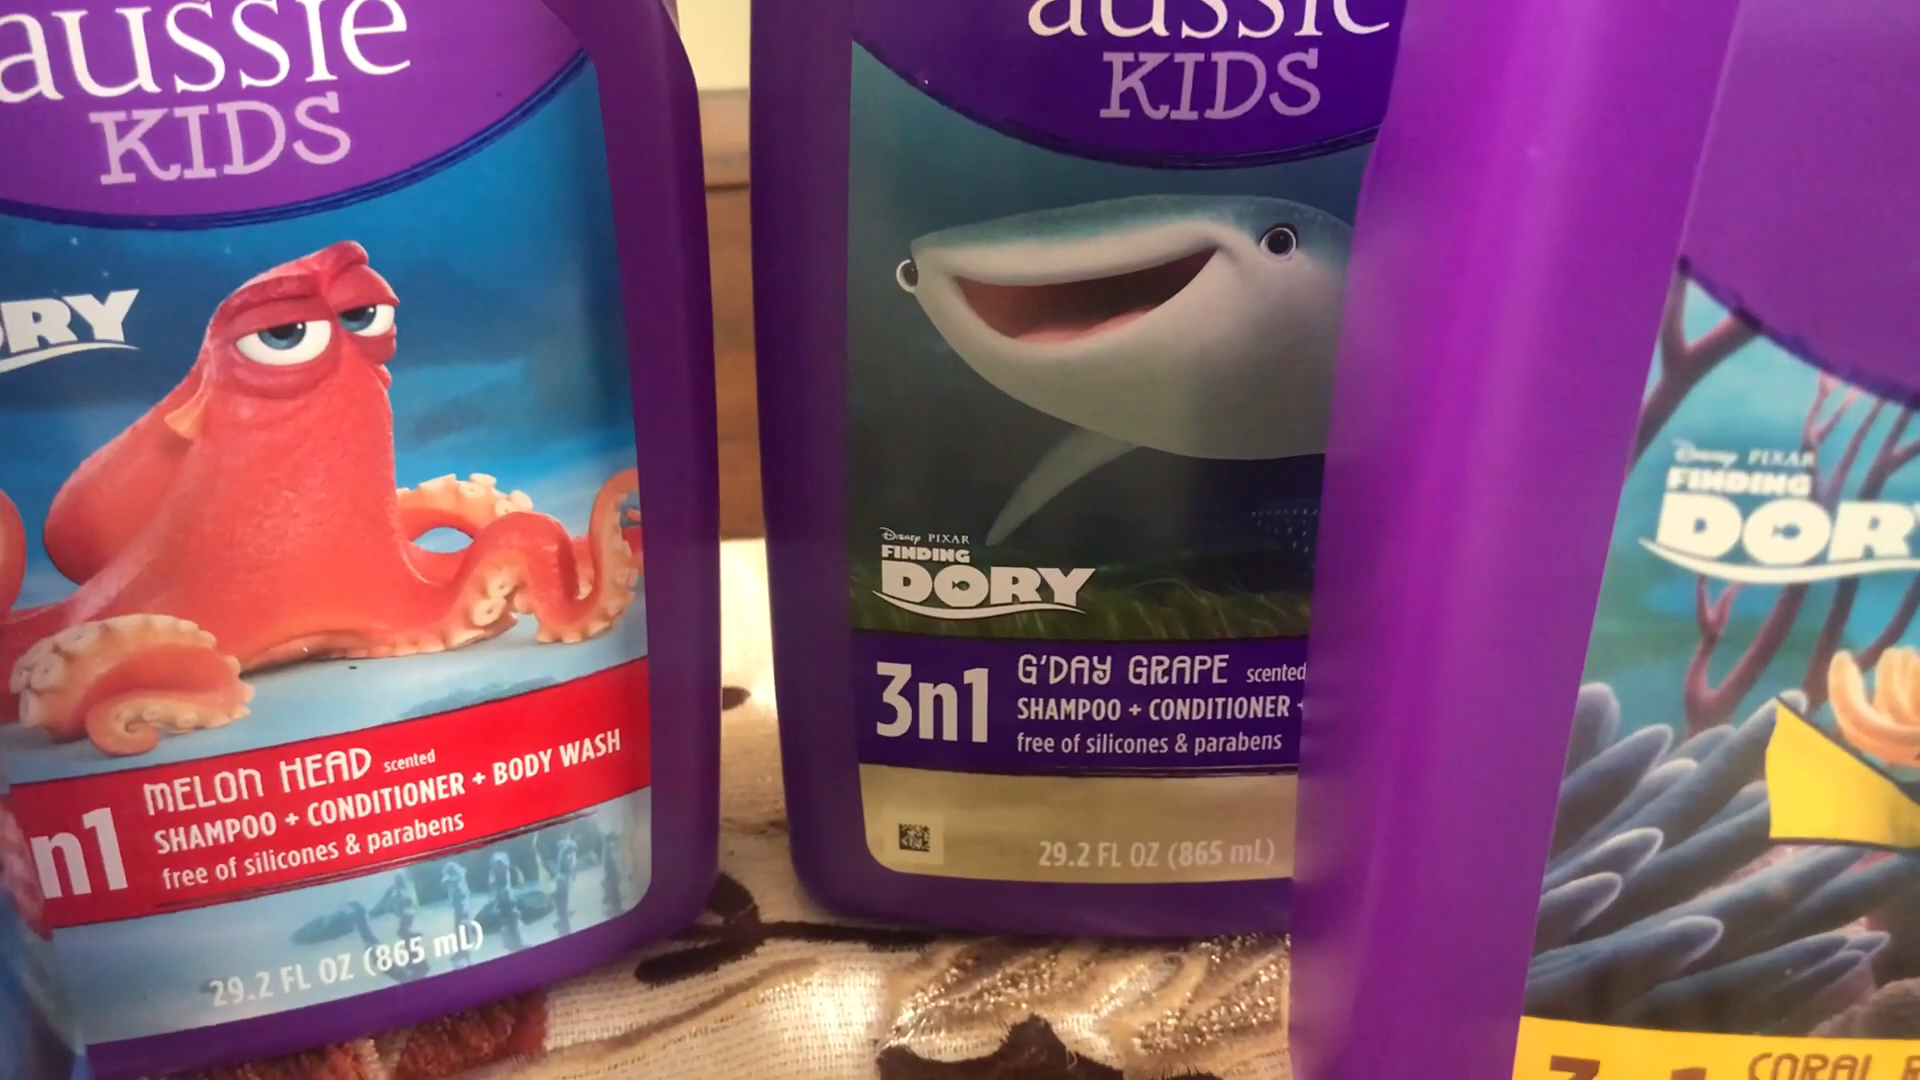 aussie
KIDS
RY
n1
MELON HEAD scented
SHAMPOO + CONDITIONER + BODY WASH
free of silicones & parabens
29.2 FL OZ (865 mL)
aussie
KIDS
Disney PIXAR
FINDING
DORY
3n1
G'DAY GRAPE scented
SHAMPOO + CONDITIONER +
free of silicones & parabens
29.2 FL OZ (865 mL)
Disney PIXAR
FINDING
DOR
CORAL